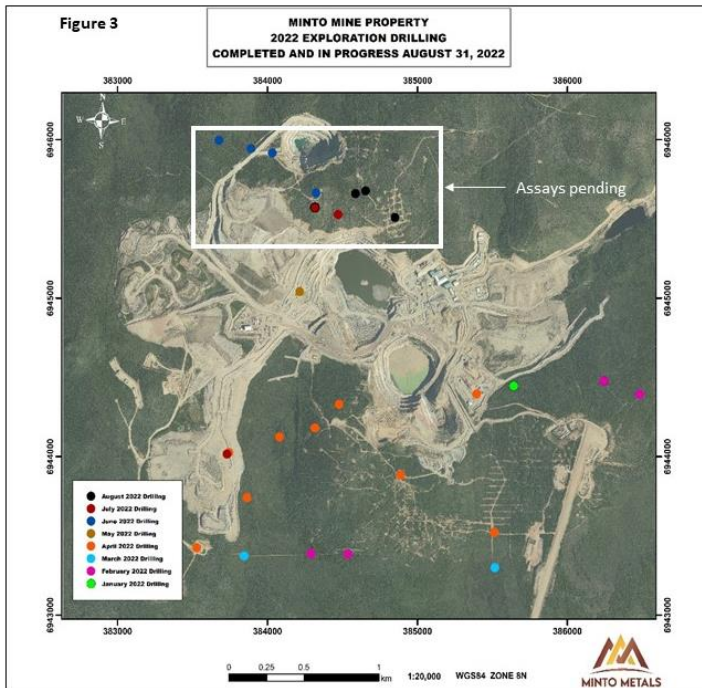 Figure 3
MINTO MINE PROPERTY
2022 EXPLORATION DRILLING
COMPLETED AND IN PROGRESS AUGUST 31, 2022
383000
384000
385000
386000
N
W E
S
6946000
6946000
Assays pending
6945000
6945000
6944000
6944000
August 2022 Drilling
July 2022 Drilling
June 2022 Drilling
May 2022 Drilling
April 2022 Drilling
March 2022 Drilling
February 2022 Drilling
January 2022 Drilling
6943000
6943000
383000
384000
385000
386000
0 0.25 0.5 1
km
1:20,000 WGS84 ZONE 8N
MINTO METALS